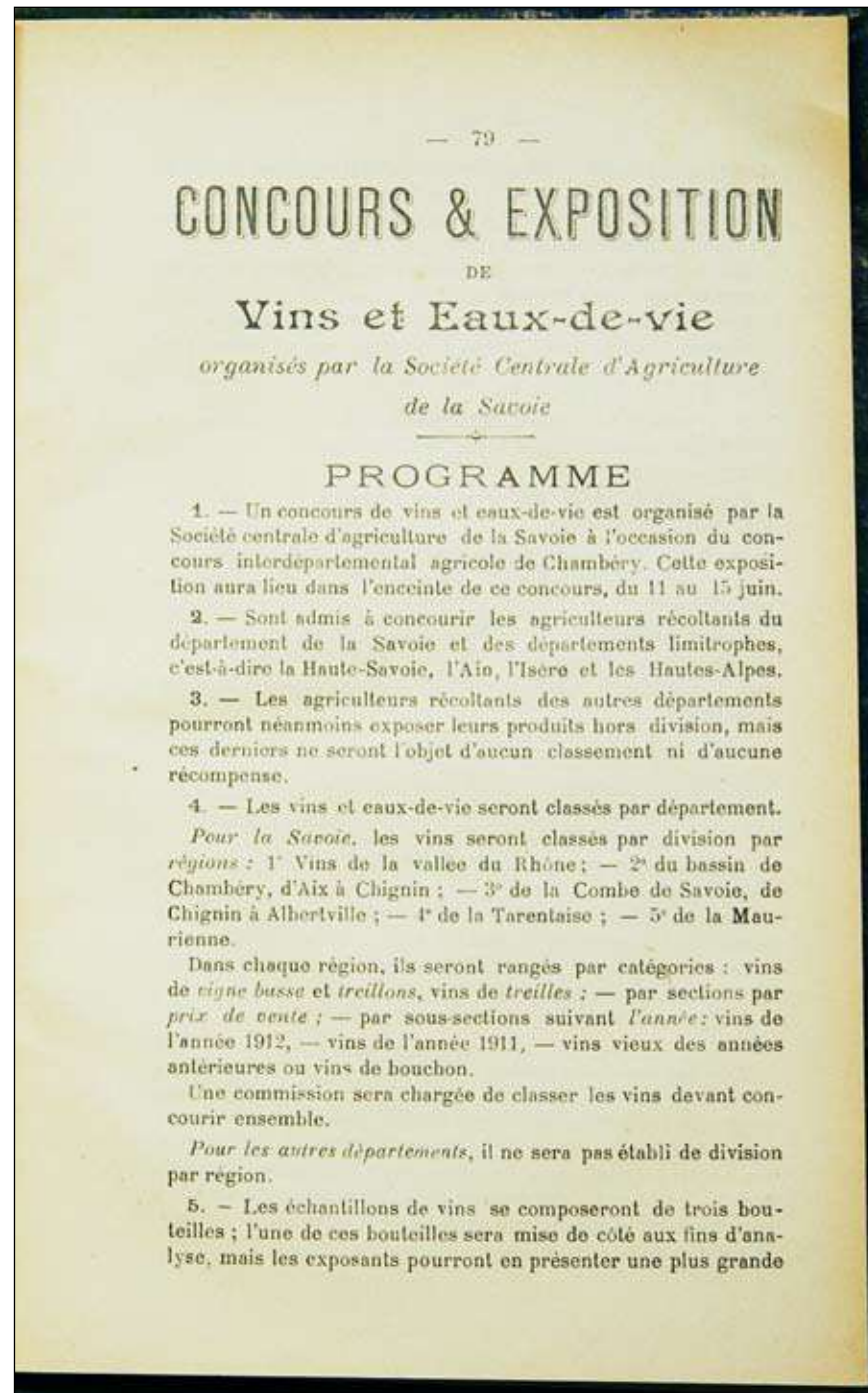 — 79 —
CONCOURS & EXPOSITION
DE
Vins et Eaux-de-vie
organisés par la Société Centrale d'Agriculture
de la Savoie
PROGRAMME
1. — Un concours de vins et eaux-de-vie est organisé par la
Société centrale d'agriculture de la Savoie à l'occasion du con-
cours interdépartemental agricole de Chambéry. Cette exposi-
tion aura lieu dans l'enceinte de ce concours, du 11 au 15 juin.
2. — Sont admis à concourir les agriculteurs récoltants du
département de la Savoie et des départements limitrophes,
c'est-à-dire la Haute-Savoie, l'Ain, l'Isère et les Hautes-Alpes.
3. — Les agriculteurs récoltants des autres départements
pourront néanmoins exposer leurs produits hors division, mais
ces derniers ne seront l'objet d'aucun classement ni d'aucune
récompense.
4. — Les vins et eaux-de-vie seront classés par département.
Pour la Savoie, les vins seront classés par division par
régions : 1° Vins de la vallée du Rhône ; — 2° du bassin de
Chambéry, d'Aix à Chignin ; — 3° de la Combe de Savoie, de
Chignin à Albertville ; — 4° de la Tarentaise ; — 5° de la Mau-
rienne.
Dans chaque région, ils seront rangés par catégories : vins
de vigne basse et treillons, vins de treilles ; — par sections par
prix de vente ; — par sous-sections suivant l'année : vins de
l'année 1912, — vins de l'année 1911, — vins vieux des années
antérieures ou vins de bouchon.
Une commission sera chargée de classer les vins devant con-
courir ensemble.
Pour les autres départements, il ne sera pas établi de division
par région.
5. — Les échantillons de vins se composeront de trois bou-
teilles ; l'une de ces bouteilles sera mise de côté aux fins d'ana-
lyse, mais les exposants pourront en présenter une plus grande